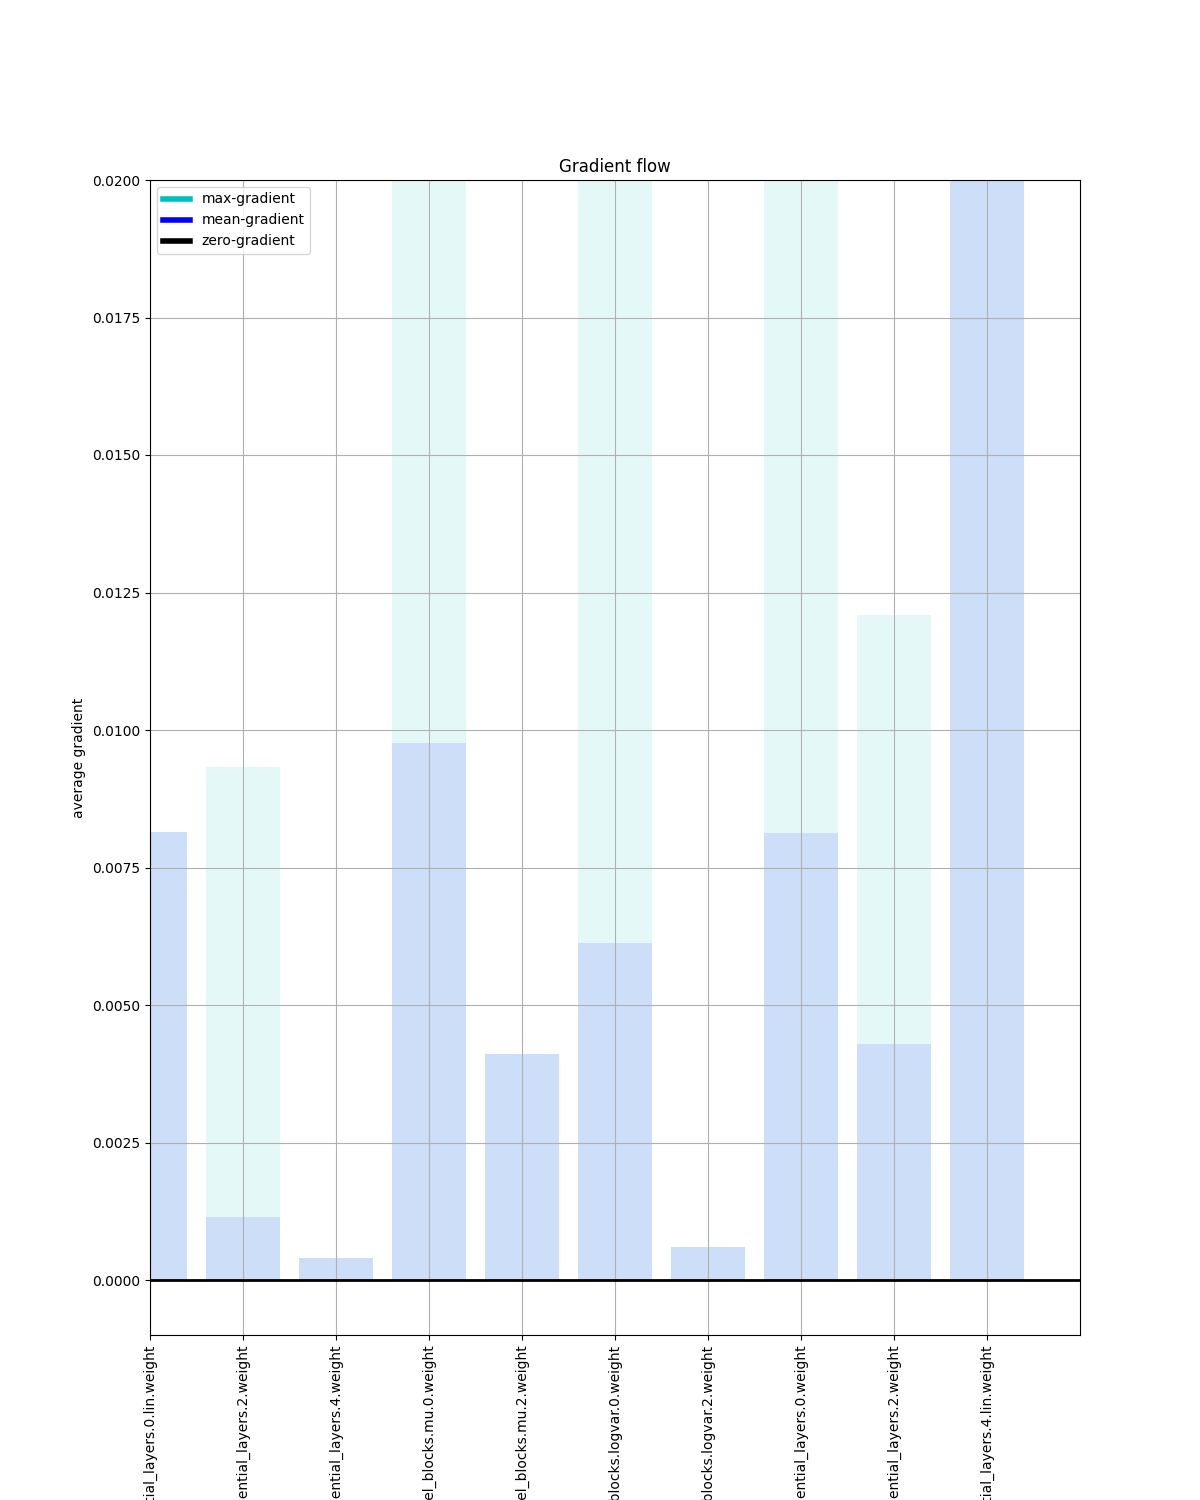 Gradient flow
max-gradient
mean-gradient
zero-gradient
0.0200
0.0175
0.0150
0.0125
0.0100
0.0075
0.0050
0.0025
0.0000
average gradient
tial_layers.0.lin.weight
ential_layers.2.weight
ential_layers.4.weight
el_blocks.mu.0.weight
el_blocks.mu.2.weight
blocks.logvar.0.weight
blocks.logvar.2.weight
ential_layers.0.weight
ential_layers.2.weight
tial_layers.4.lin.weight